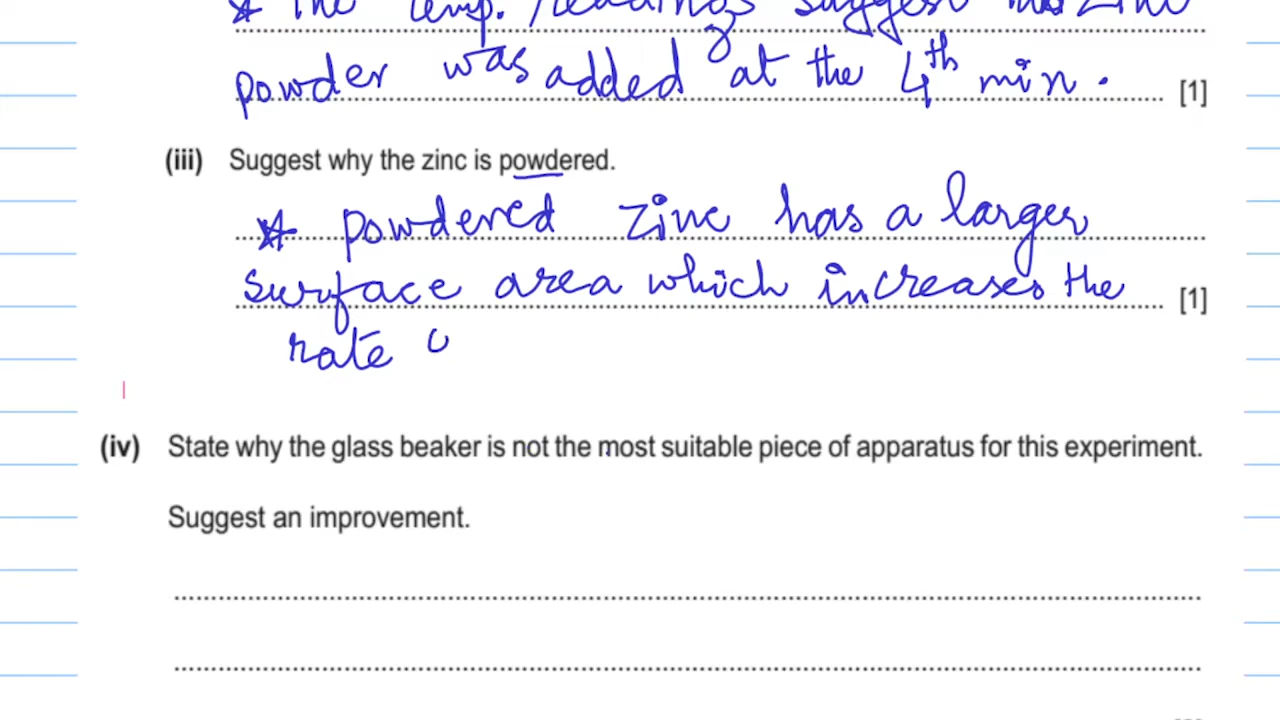 * The temp. readings suggest zinc
powder was added at the 4th min. [1]
(iii) Suggest why the zinc is powdered.
* powdered zinc has a larger
surface area which increases the [1]
rate
(iv) State why the glass beaker is not the most suitable piece of apparatus for this experiment.
Suggest an improvement.